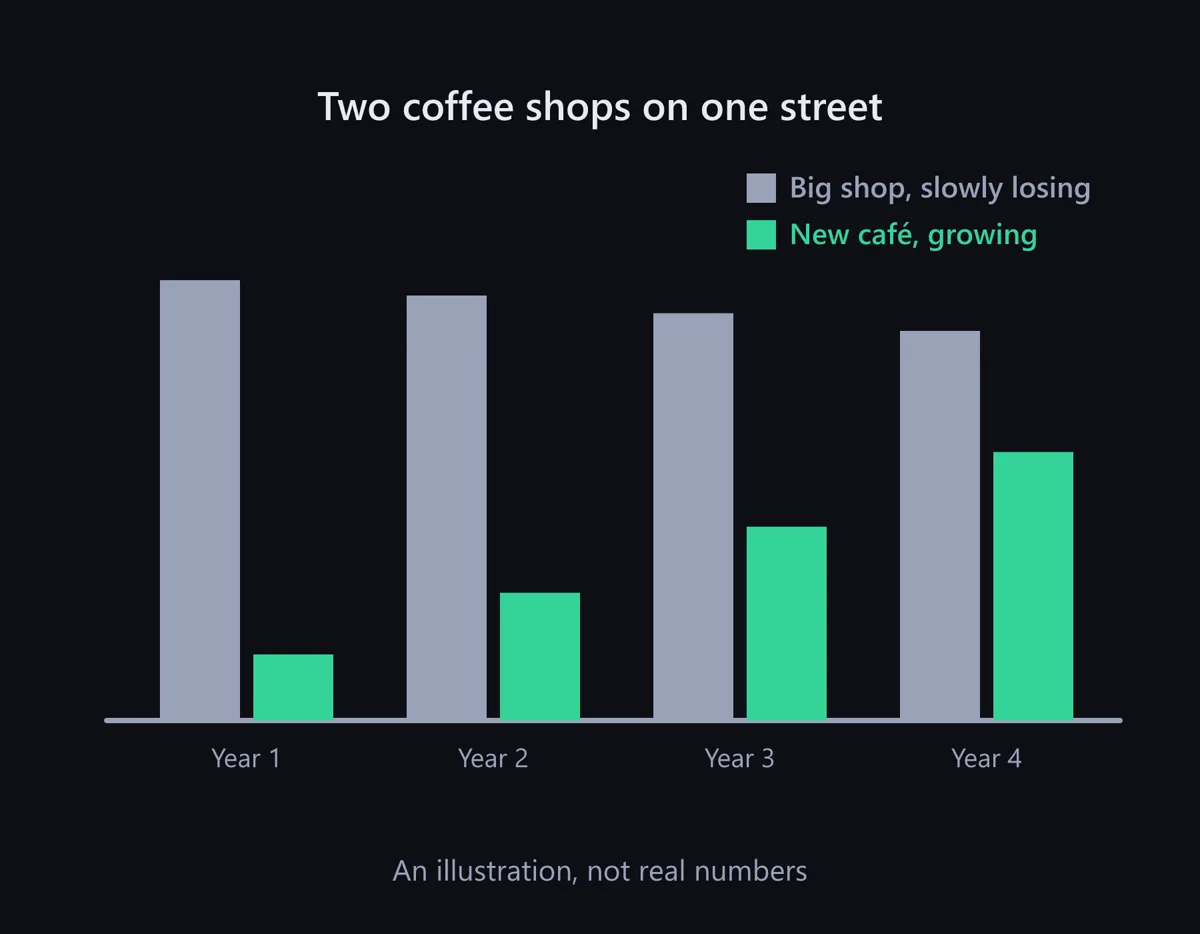 Two coffee shops on one street
Big shop, slowly losing
New café, growing
Year 1
Year 2
Year 3
Year 4
An illustration, not real numbers